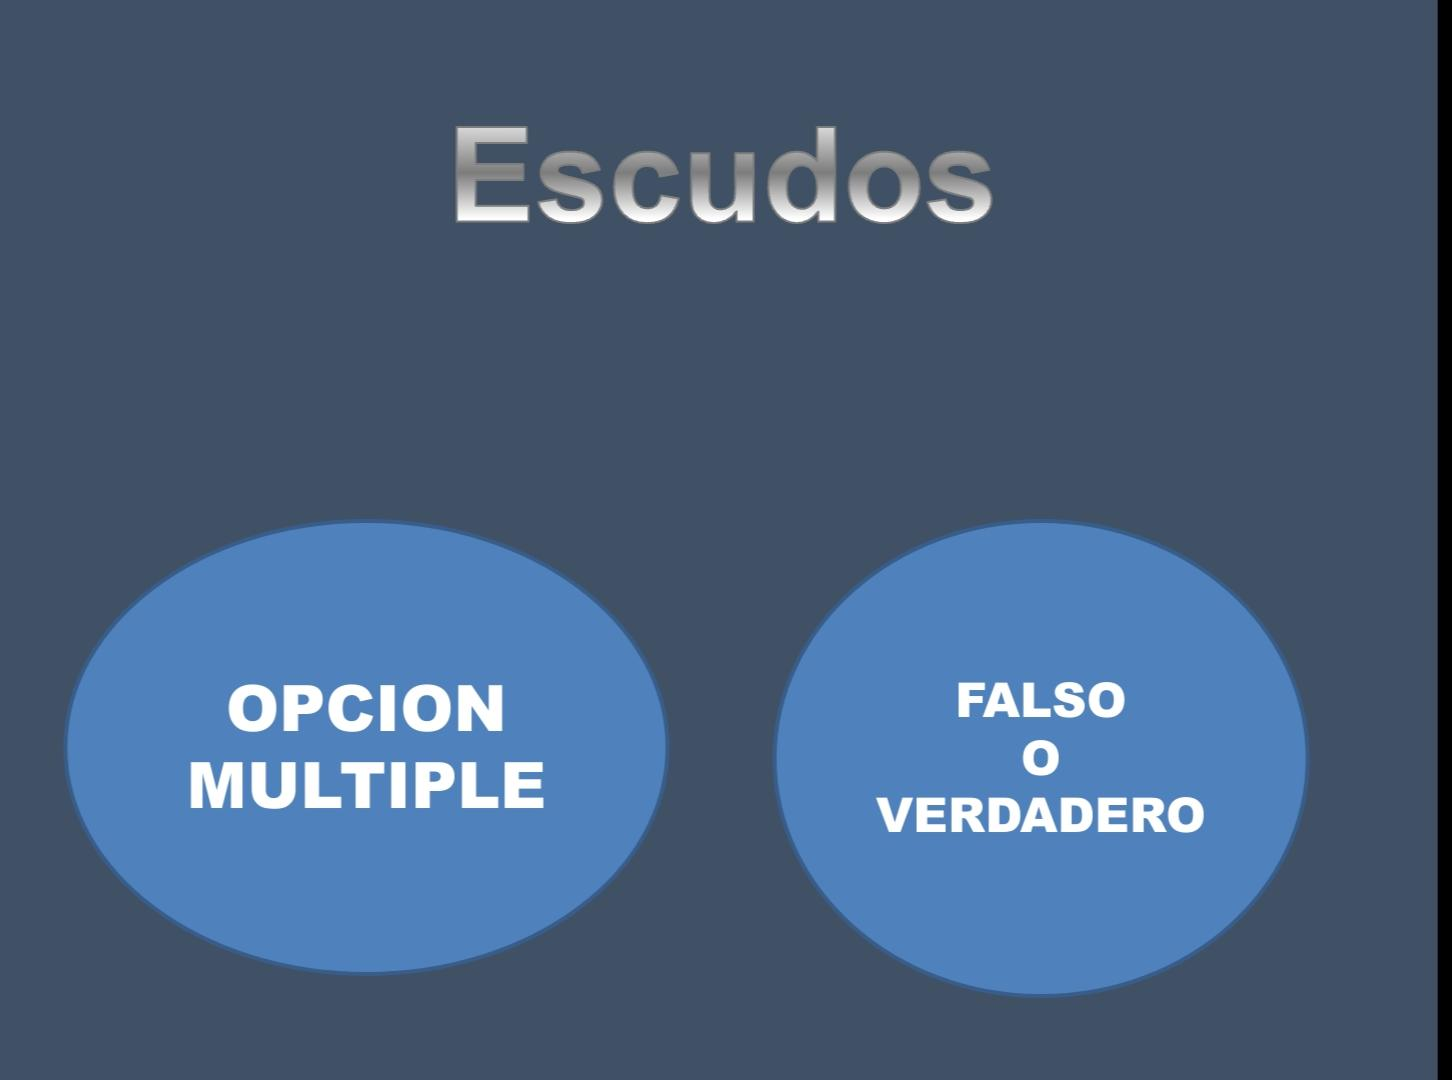 Escudos
OPCION
MULTIPLE
FALSO
O
VERDADERO